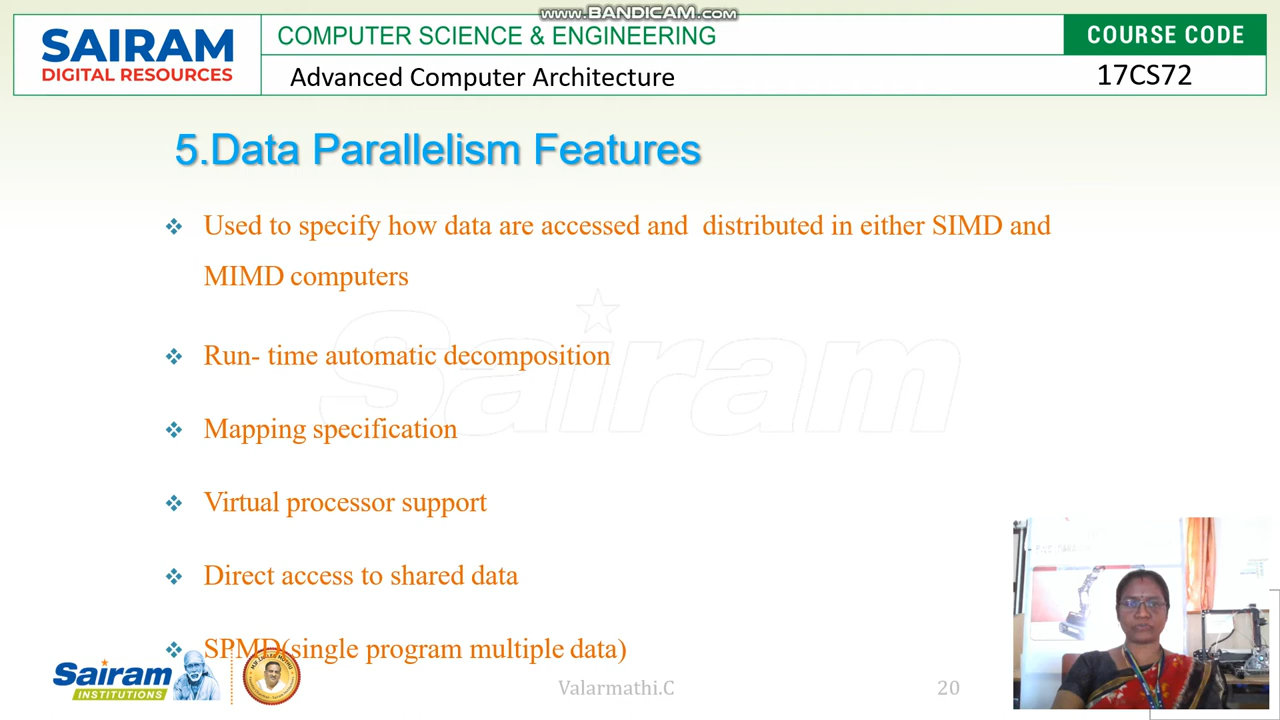 www.BANDICAM.com
SAIRAM
DIGITAL RESOURCES
COMPUTER SCIENCE & ENGINEERING
COURSE CODE
Advanced Computer Architecture
17CS72
5.Data Parallelism Features
Used to specify how data are accessed and distributed in either SIMD and
MIMD computers
Sairam
Run- time automatic decomposition
Mapping specification
Virtual processor support
Direct access to shared data
SPMD(single program multiple data)
Sairam
INSTITUTIONS
Valarmathi.C
20